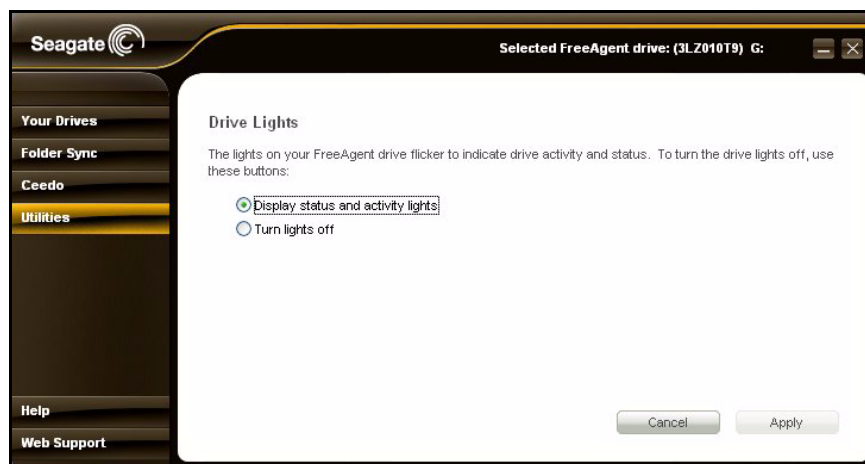 Seagate
Selected FreeAgent drive: (3LZ010T9) G:
Your Drives
Folder Sync
Ceedo
Utilities
Drive Lights
The lights on your FreeAgent drive flicker to indicate drive activity and status. To turn the drive lights off, use
these buttons:
Display status and activity lights
Turn lights off
Help
Web Support
Cancel
Apply